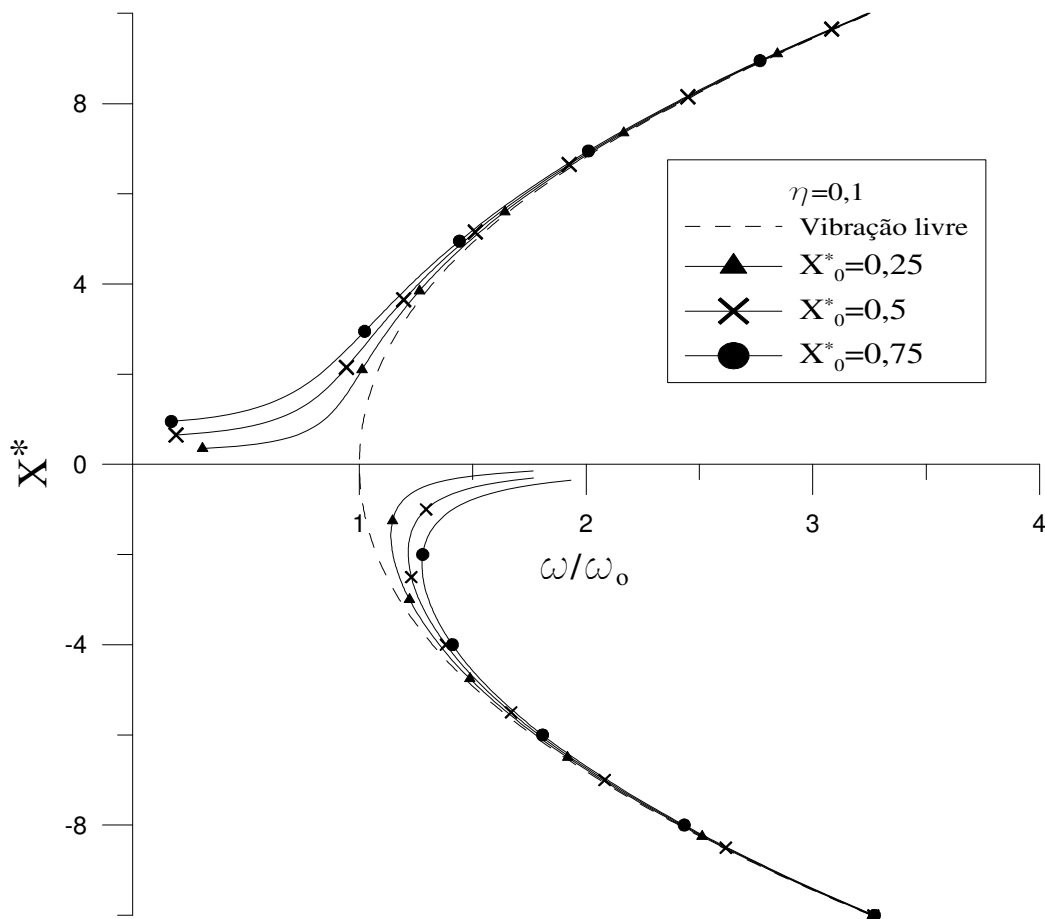 8
4
0
-4
-8
X*
1
2
3
4
ω/ω₀
η=0,1
Vibração livre
X*₀=0,25
X*₀=0,5
X*₀=0,75